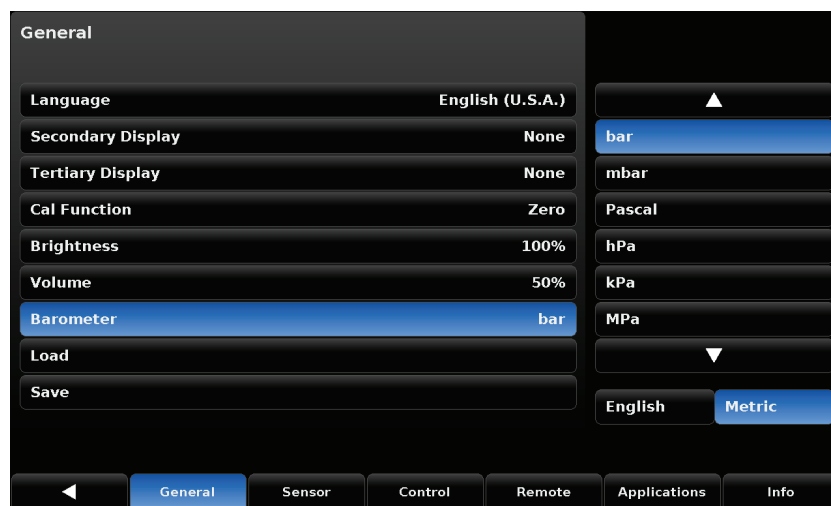 General
Language English (U.S.A.)
Secondary Display None
Tertiary Display None
Cal Function Zero
Brightness 100%
Volume 50%
Barometer bar
Load
Save
bar
mbar
Pascal
hPa
kPa
MPa
English Metric
General Sensor Control Remote Applications Info